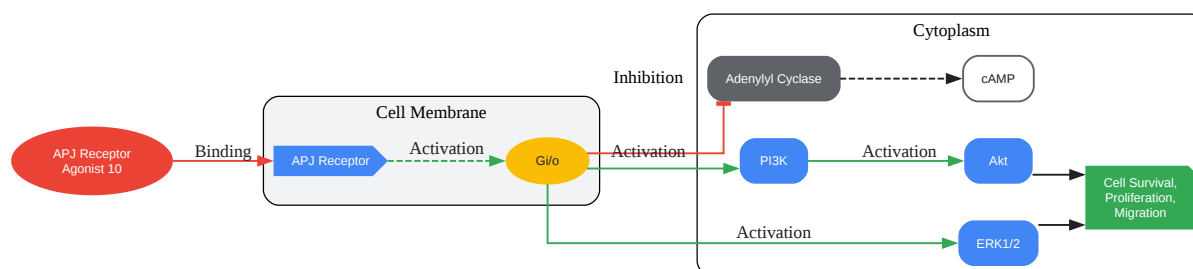 Cytoplasm
Inhibition
Adenylyl Cyclase
cAMP
Cell Membrane
APJ Receptor
Agonist 10
Binding
APJ Receptor
Activation
Gi/o
Activation
PI3K
Activation
Akt
Cell Survival,
Proliferation,
Migration
Activation
ERK1/2